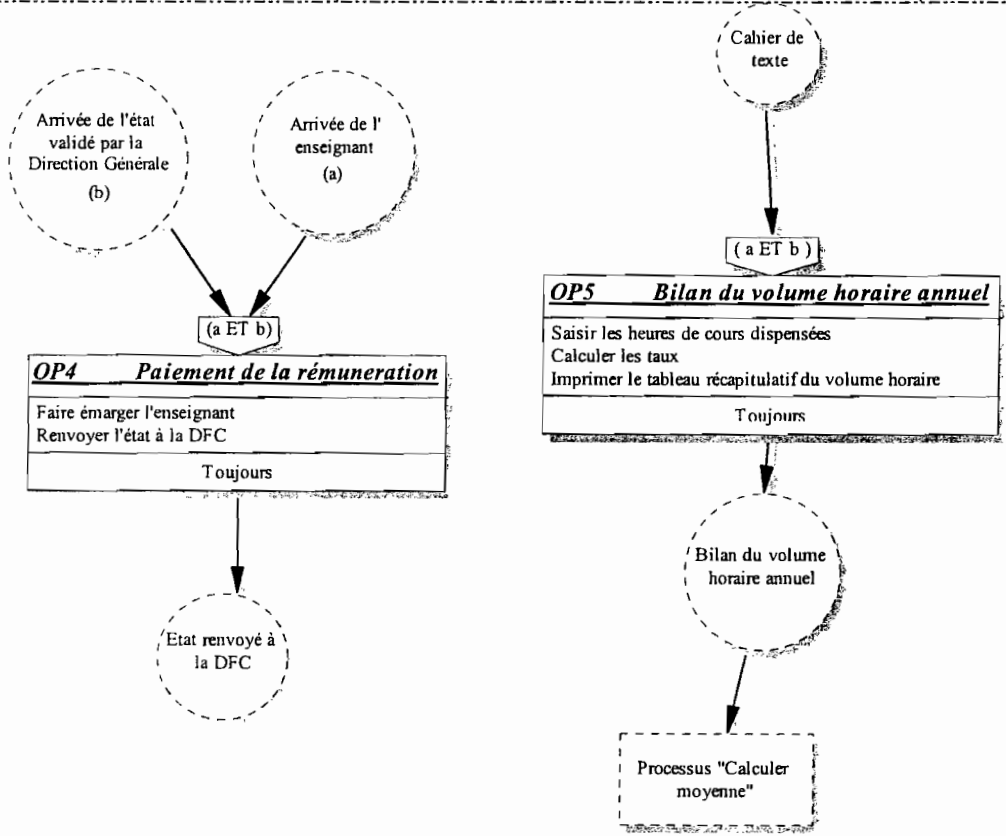 Arrivée de l'état
validé par la
Direction Générale
(b)
Arrivée de l'
enseignant
(a)
(a ET b)
OP4 Paiement de la rémuneration
Faire émarger l'enseignant
Renvoyer l'état à la DFC
Toujours
Etat renvoyé à
la DFC
Cahier de
texte
( a ET b )
OP5 Bilan du volume horaire annuel
Saisir les heures de cours dispensées
Calculer les taux
Imprimer le tableau récapitulatif du volume horaire
Toujours
Bilan du volume
horaire annuel
Processus "Calculer
moyenne"